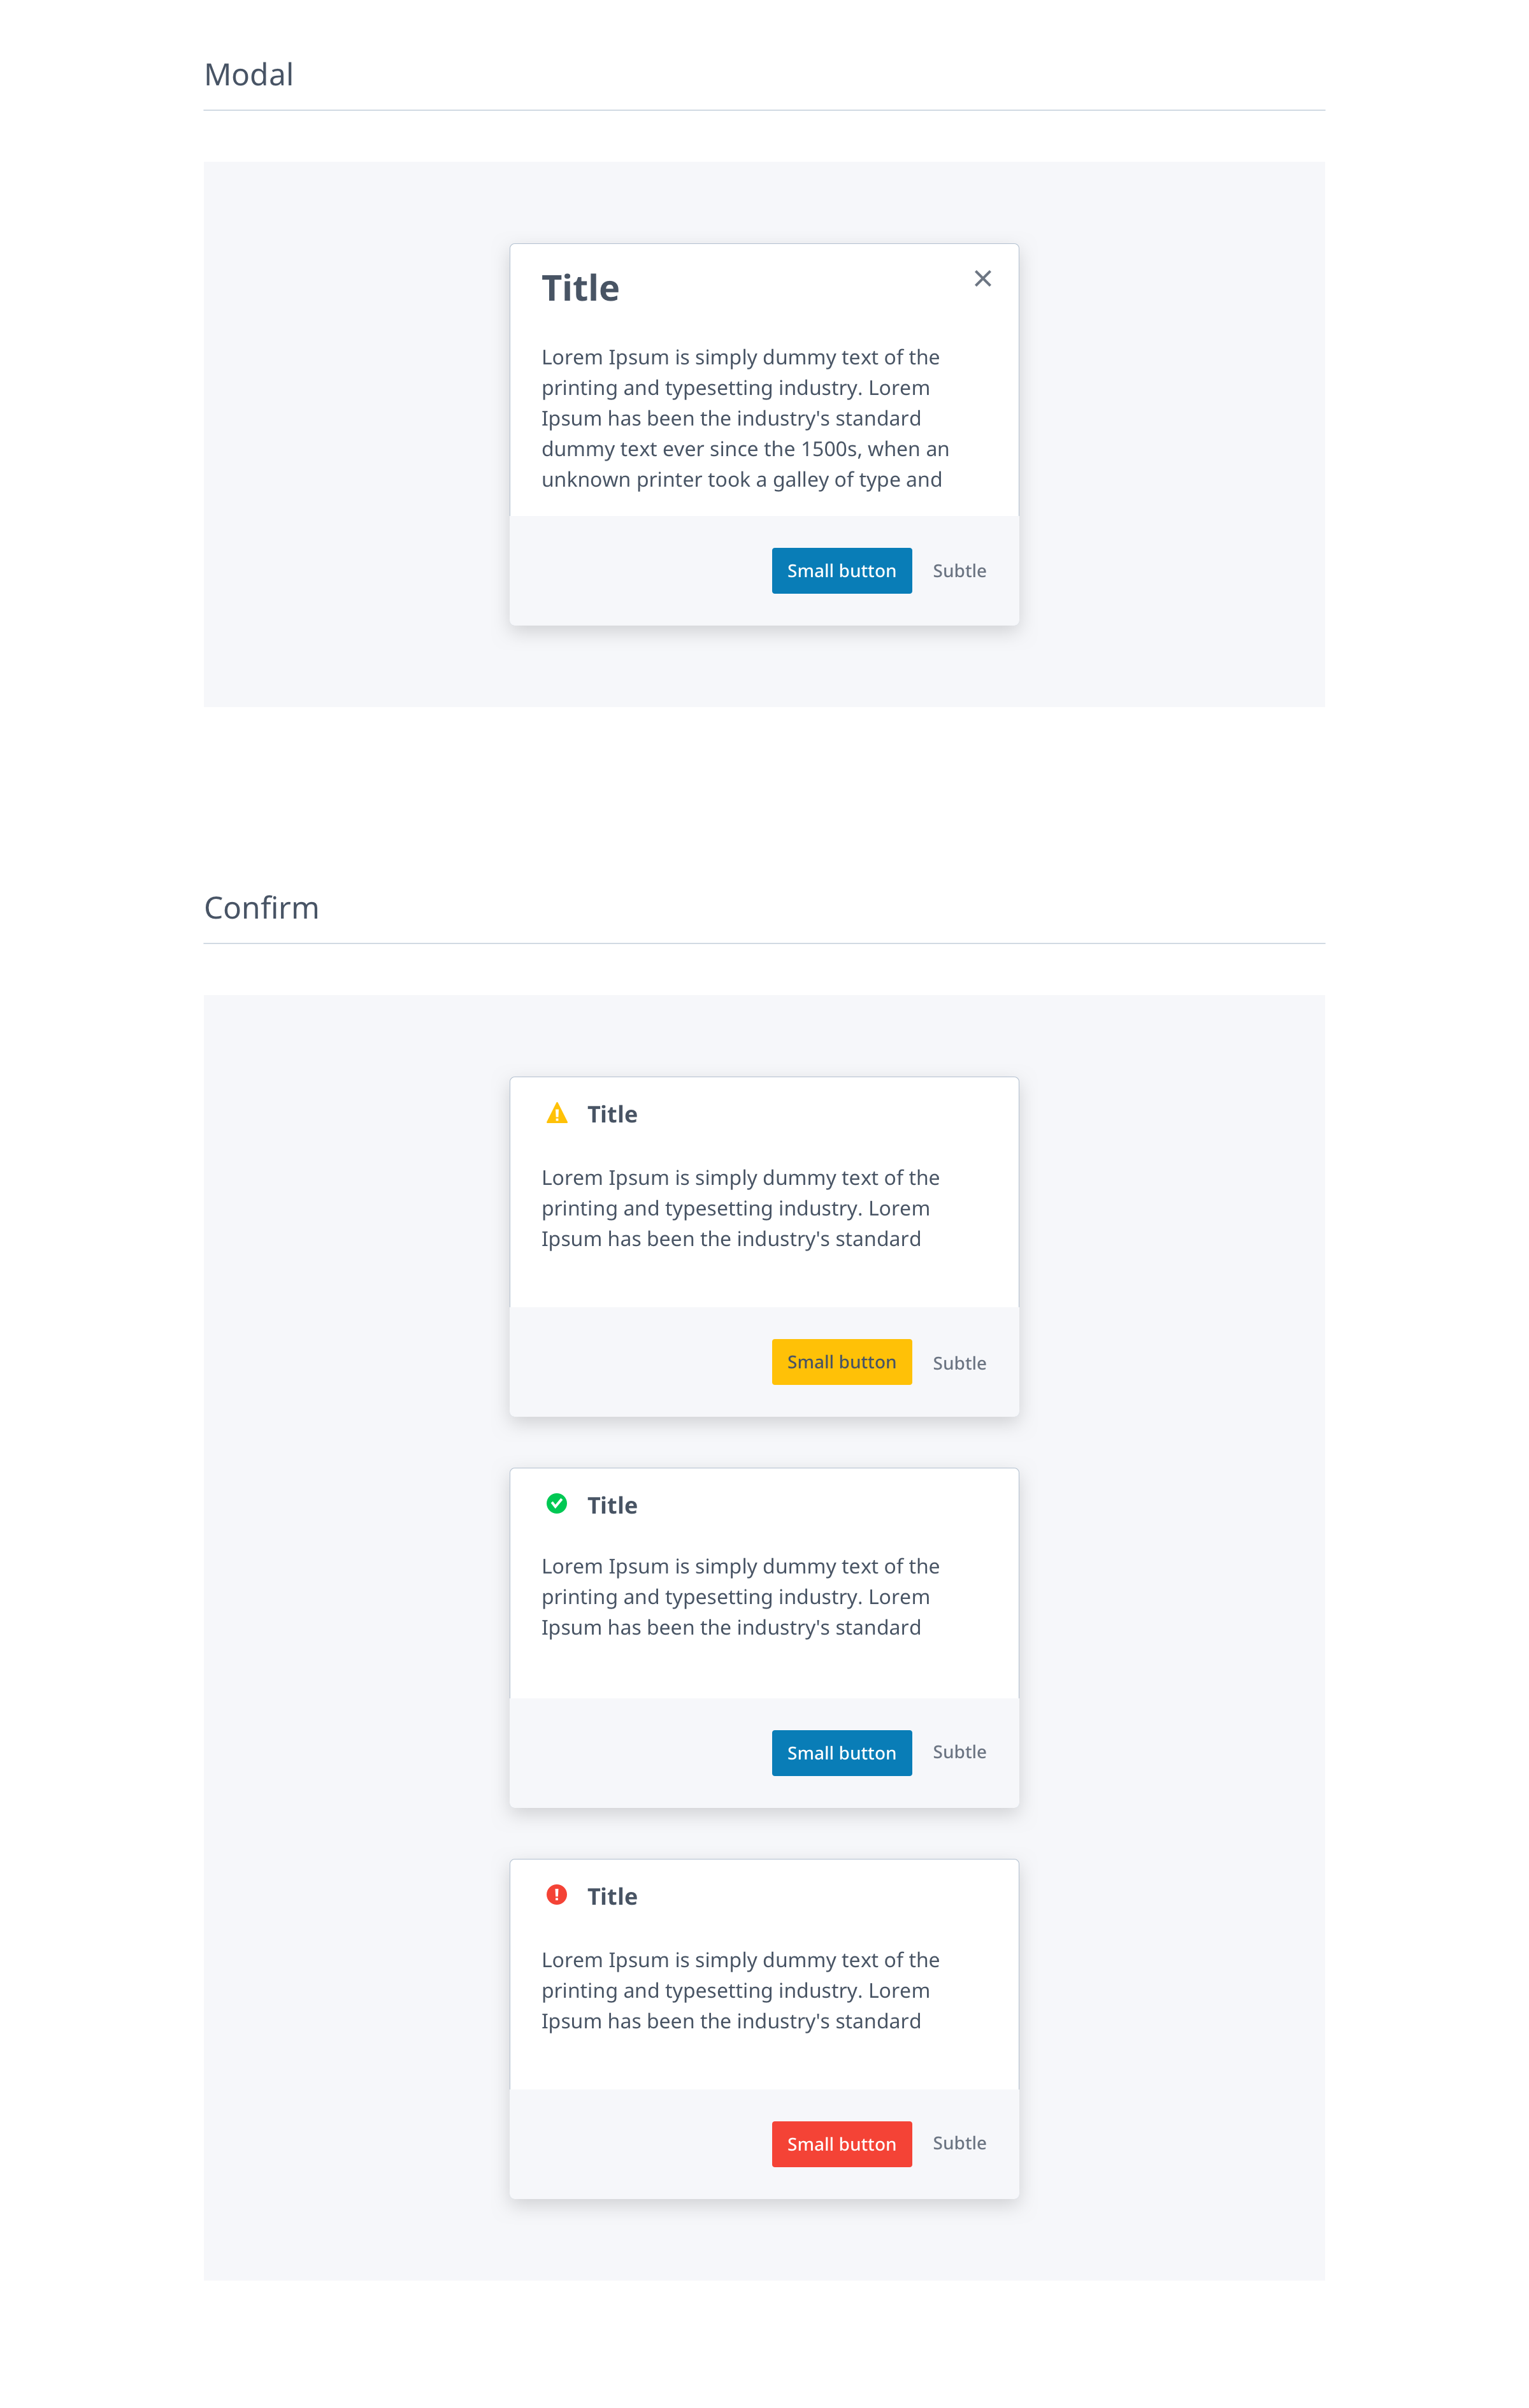 Modal
Title
Lorem Ipsum is simply dummy text of the
printing and typesetting industry. Lorem
Ipsum has been the industry's standard
dummy text ever since the 1500s, when an
unknown printer took a galley of type and
Small button Subtle
Confirm
Title
Lorem Ipsum is simply dummy text of the
printing and typesetting industry. Lorem
Ipsum has been the industry's standard
Small button Subtle
Title
Lorem Ipsum is simply dummy text of the
printing and typesetting industry. Lorem
Ipsum has been the industry's standard
Small button Subtle
Title
Lorem Ipsum is simply dummy text of the
printing and typesetting industry. Lorem
Ipsum has been the industry's standard
Small button Subtle